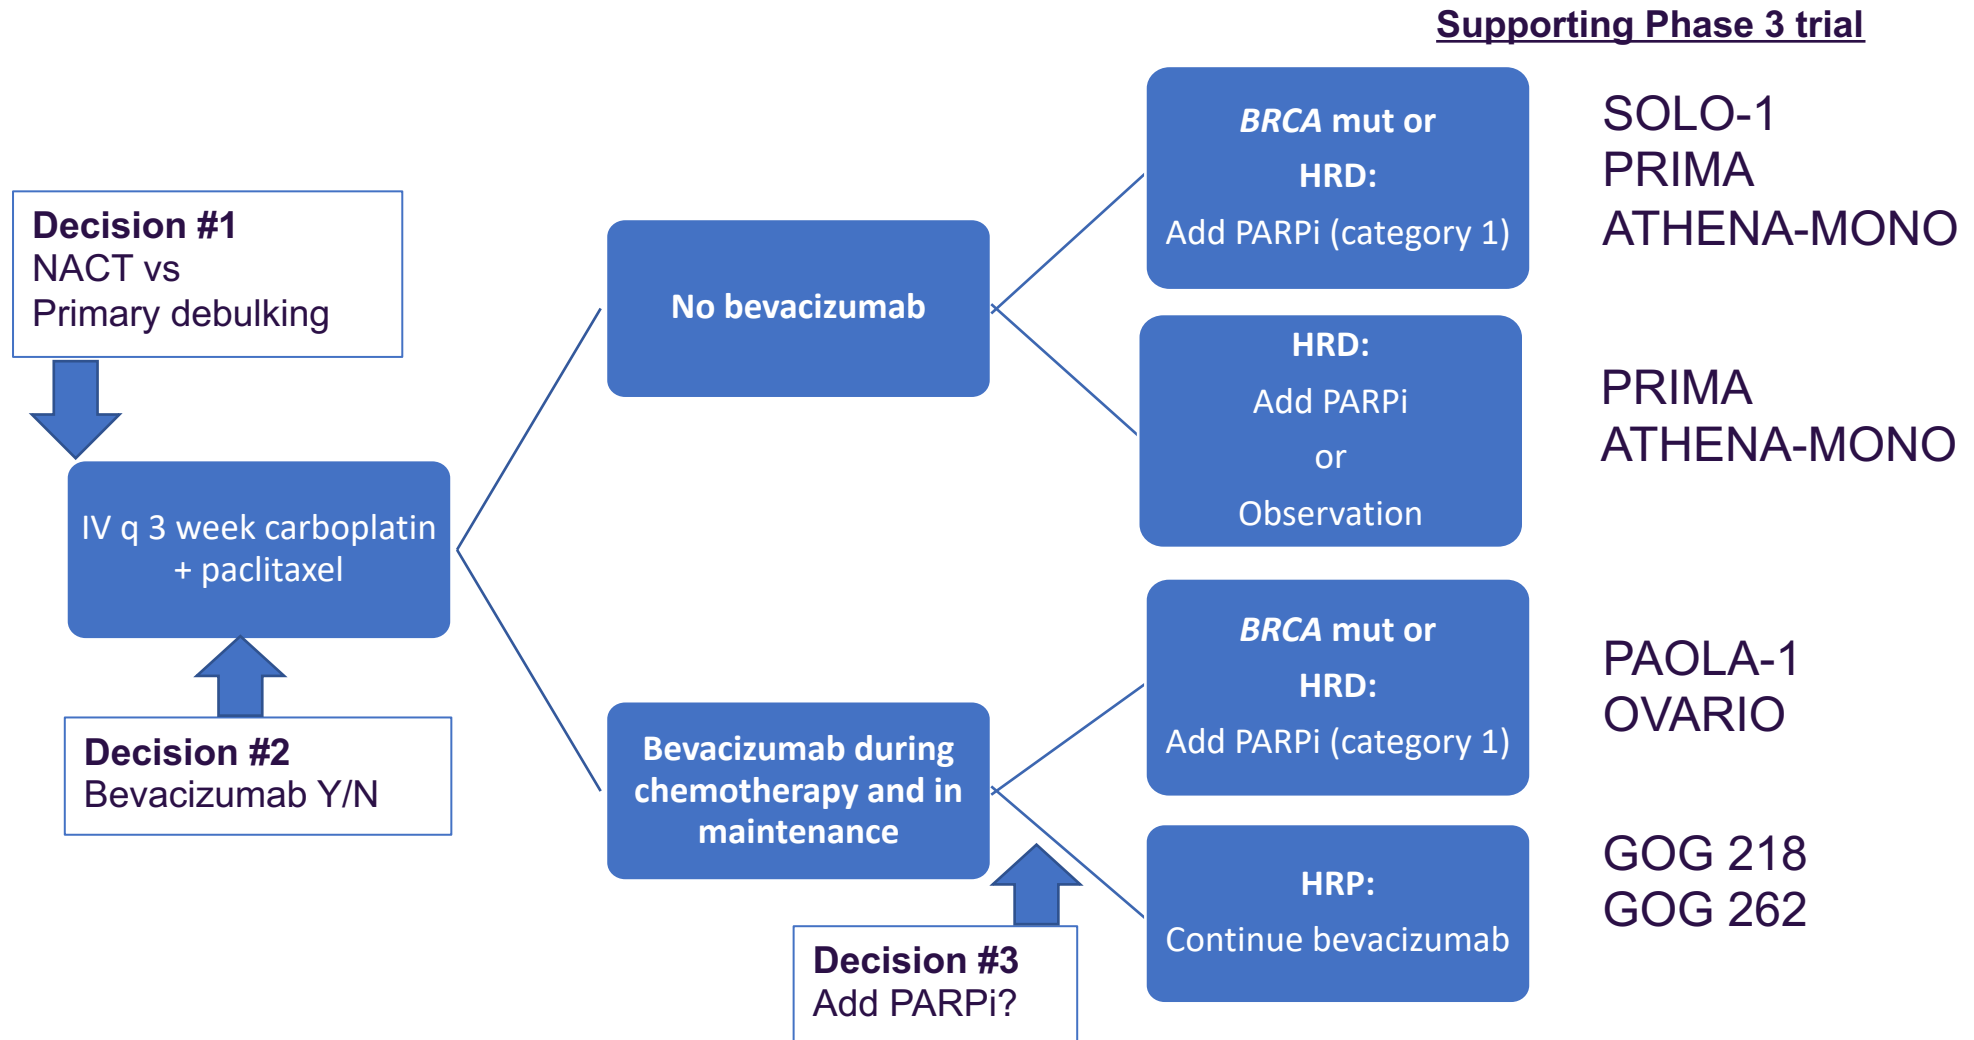 Supporting Phase 3 trial
Decision #1
NACT vs
Primary debulking
IV q 3 week carboplatin
+ paclitaxel
Decision #2
Bevacizumab Y/N
No bevacizumab
Bevacizumab during
chemotherapy and in
maintenance
Decision #3
Add PARPi?
BRCA mut or
HRD:
Add PARPi (category 1)
SOLO-1
PRIMA
ATHENA-MONO
HRD:
Add PARPi
or
Observation
PRIMA
ATHENA-MONO
BRCA mut or
HRD:
Add PARPi (category 1)
PAOLA-1
OVARIO
HRP:
Continue bevacizumab
GOG 218
GOG 262